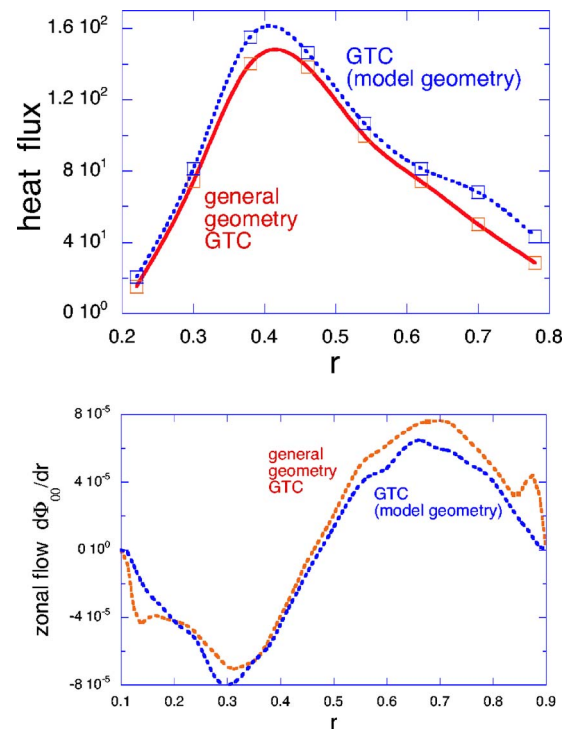 1.6 10²
1.2 10²
8 10¹
4 10¹
0 10⁰
heat flux
GTC
(model geometry)
general
geometry
GTC
0.2 0.3 0.4 0.5 0.6 0.7 0.8
r
8 10⁻⁵
4 10⁻⁵
0 10⁰
-4 10⁻⁵
-8 10⁻⁵
zonal flow dΦ₀₀/dr
general
geometry
GTC
GTC
(model geometry)
0.1 0.2 0.3 0.4 0.5 0.6 0.7 0.8 0.9
r